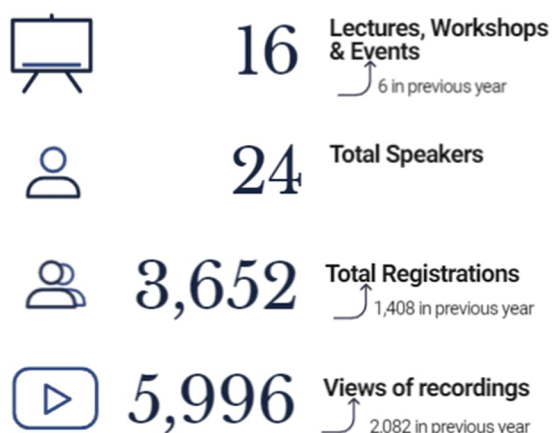 16
Lectures, Workshops
& Events
6 in previous year
24
Total Speakers
3,652
Total Registrations
1,408 in previous year
5,996
Views of recordings
2,082 in previous year